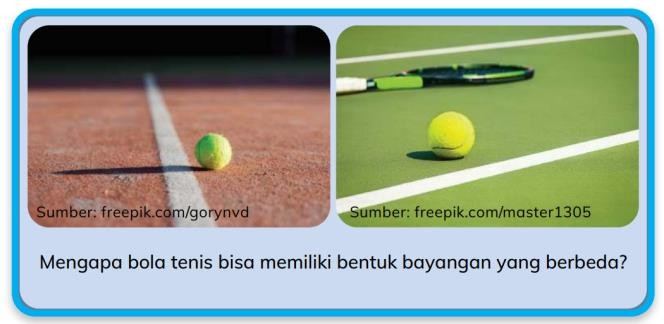 Sumber: freepik.com/gorynvd
Sumber: freepik.com/master1305
Mengapa bola tenis bisa memiliki bentuk bayangan yang berbeda?